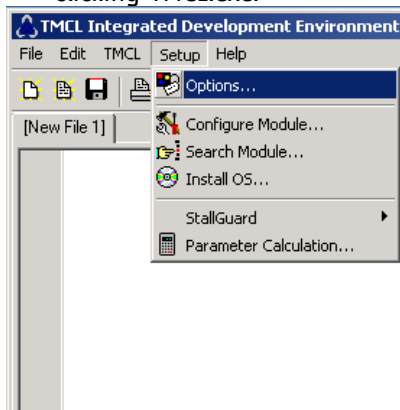 TMCL Integrated Development Environment
File Edit TMCL Setup Help
Options...
[New File 1]
Configure Module...
Search Module...
Install OS...
StallGuard
Parameter Calculation...